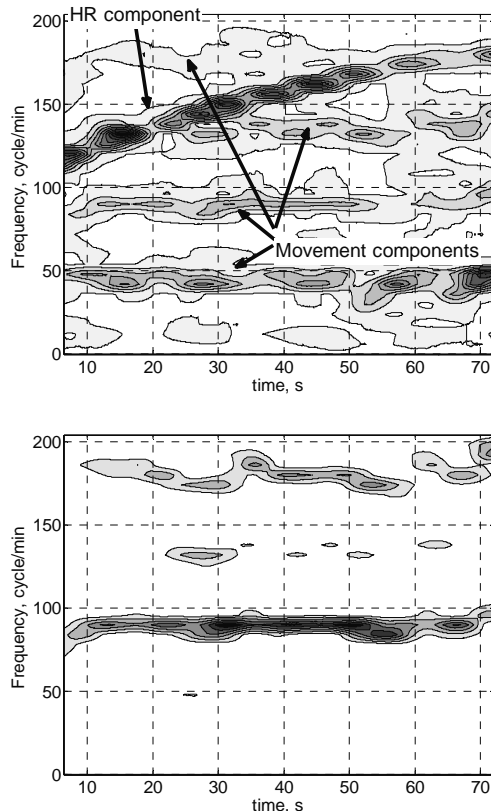 HR component
200
150
100
50
0
Frequency, cycle/min
Movement components
10 20 30 40 50 60 70
time, s
200
150
100
50
0
Frequency, cycle/min
10 20 30 40 50 60 70
time, s